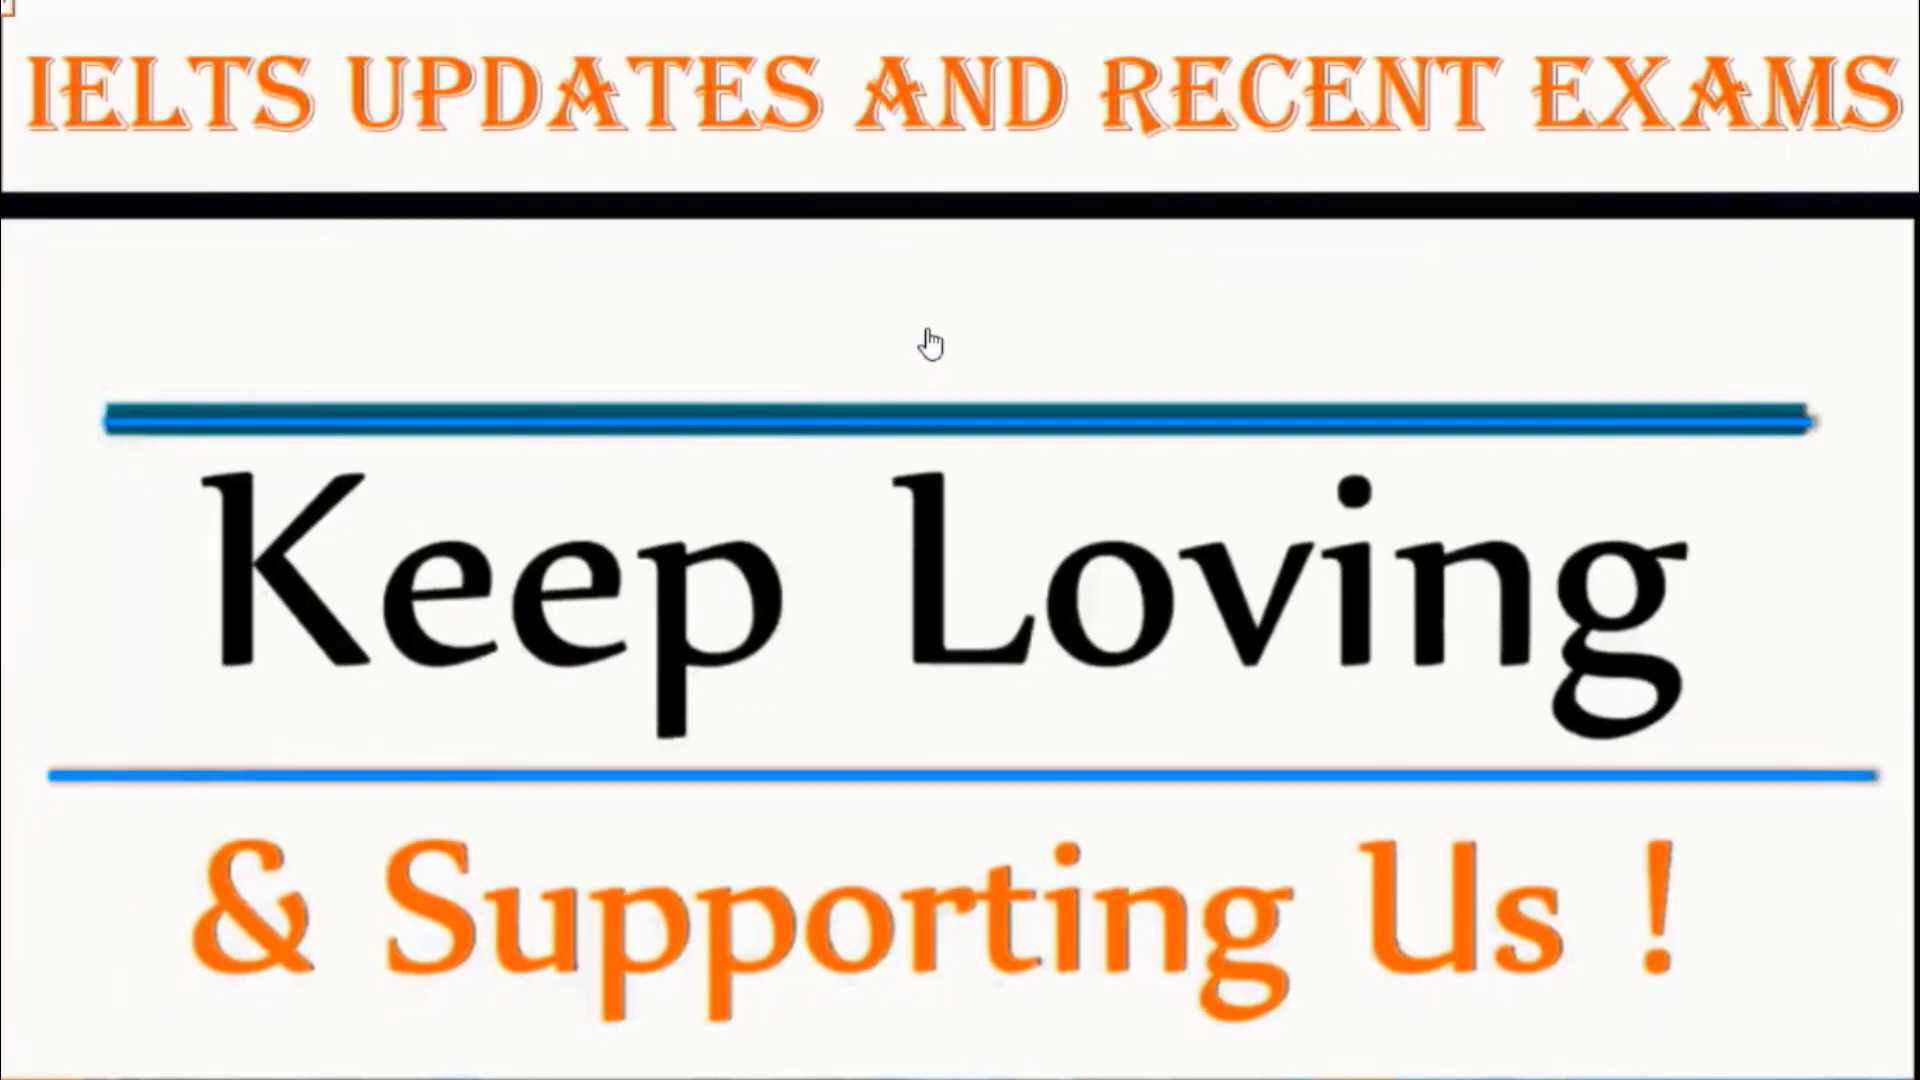 IELTS UPDATES AND RECENT EXAMS
Keep Loving
& Supporting Us !